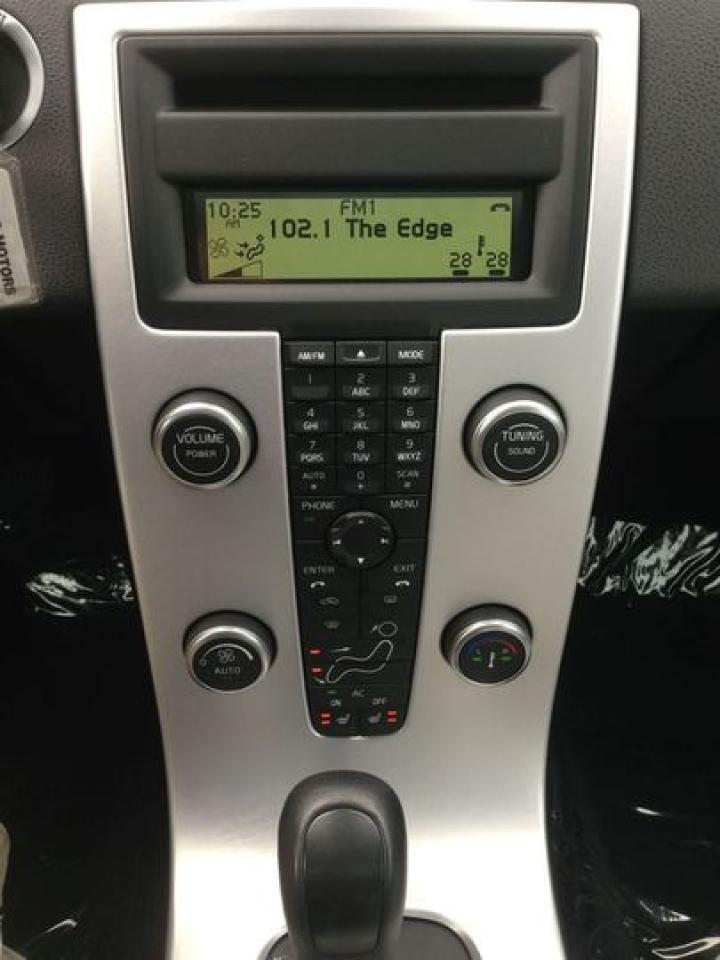 10:25 FM1
AM
102.1 The Edge
28 28
MOTORS
AM/FM MODE
1 2 3
ABC DEF
4 5 6
GHI JKL MNO
7 8 9
PQRS TUV WXYZ
AUTO 0 SCAN
* + #
VOLUME
POWER
TUNING
SOUND
PHONE MENU
ENTER EXIT
0 AUTO
AC
ON OFF